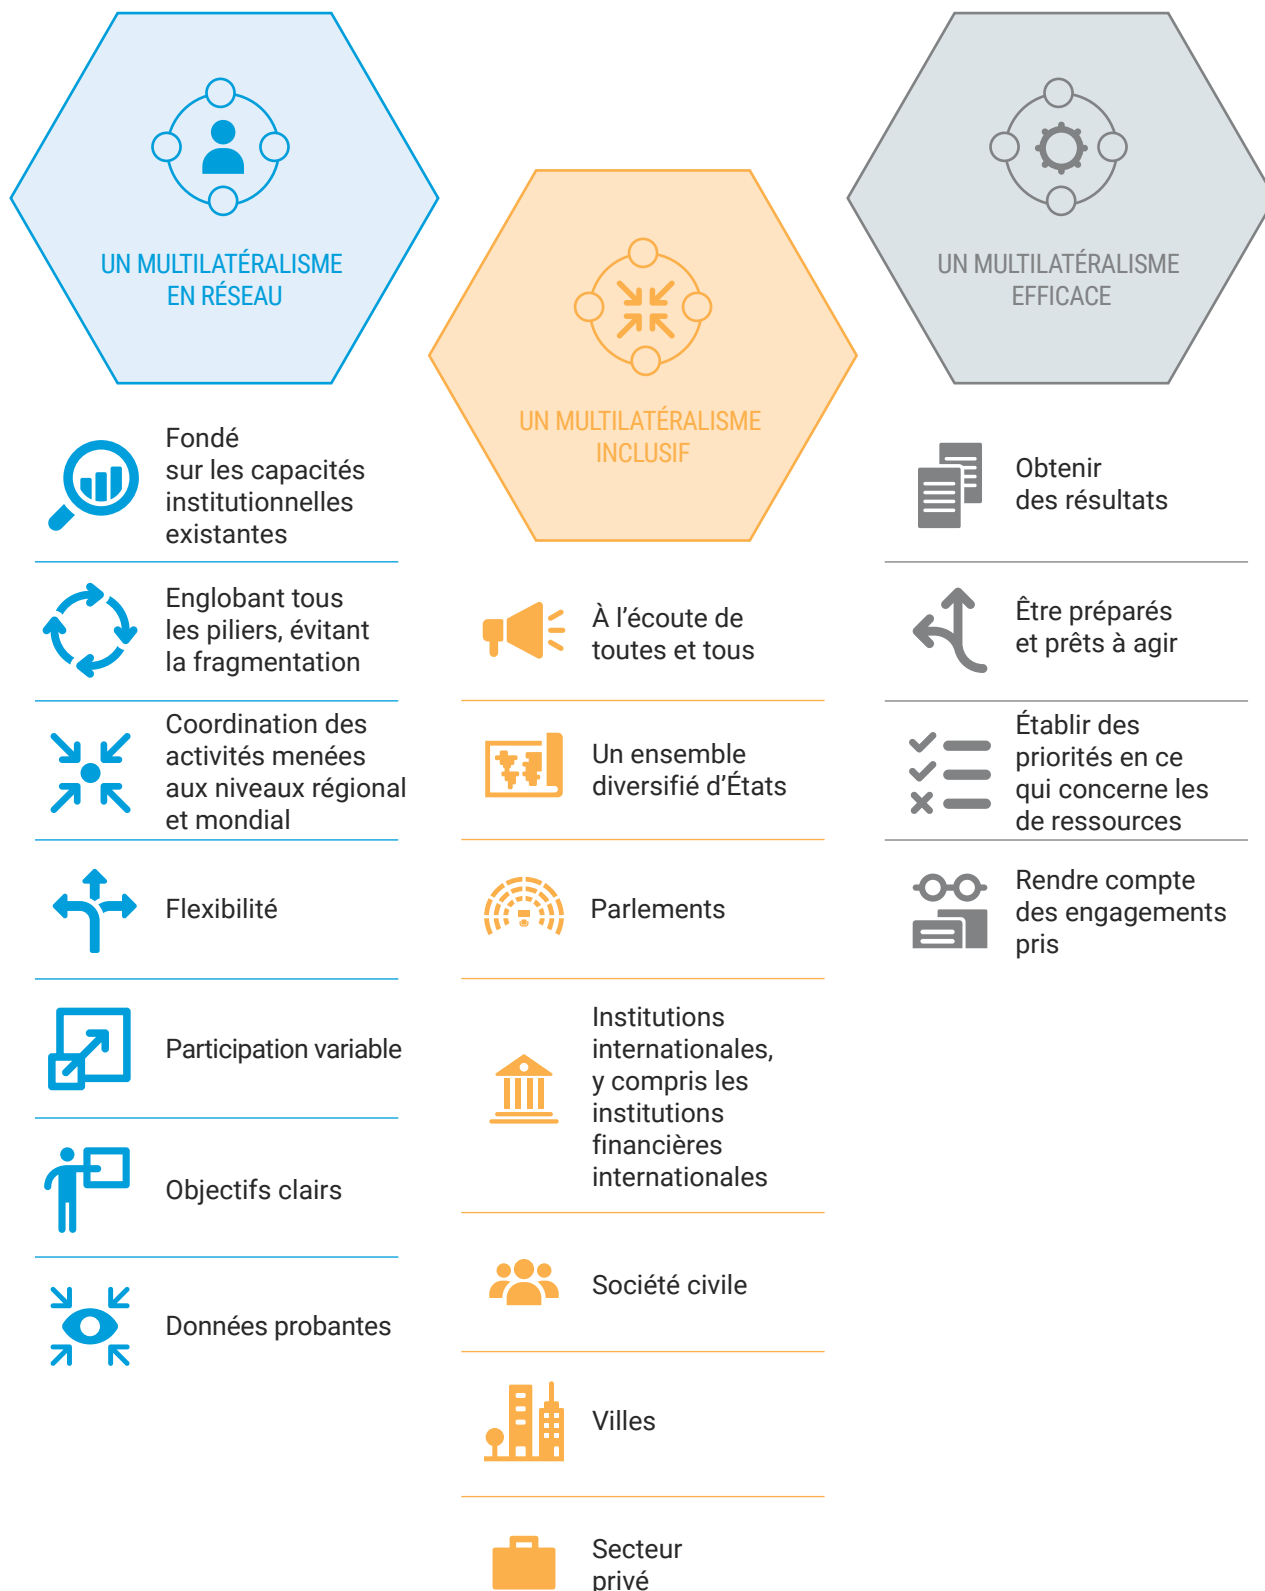 UN MULTILATÉRALISME
EN RÉSEAU
Fondé
sur les capacités
institutionnelles
existantes
Englobant tous
les piliers, évitant
la fragmentation
Coordination des
activités menées
aux niveaux régional
et mondial
Flexibilité
Participation variable
Objectifs clairs
Données probantes
UN MULTILATÉRALISME
INCLUSIF
À l’écoute de
toutes et tous
Un ensemble
diversifié d’États
Parlements
Institutions
internationales,
y compris les
institutions
financières
internationales
Société civile
Villes
Secteur
privé
UN MULTILATÉRALISME
EFFICACE
Obtenir
des résultats
Être préparés
et prêts à agir
Établir des
priorités en ce
qui concerne les
de ressources
Rendre compte
des engagements
pris